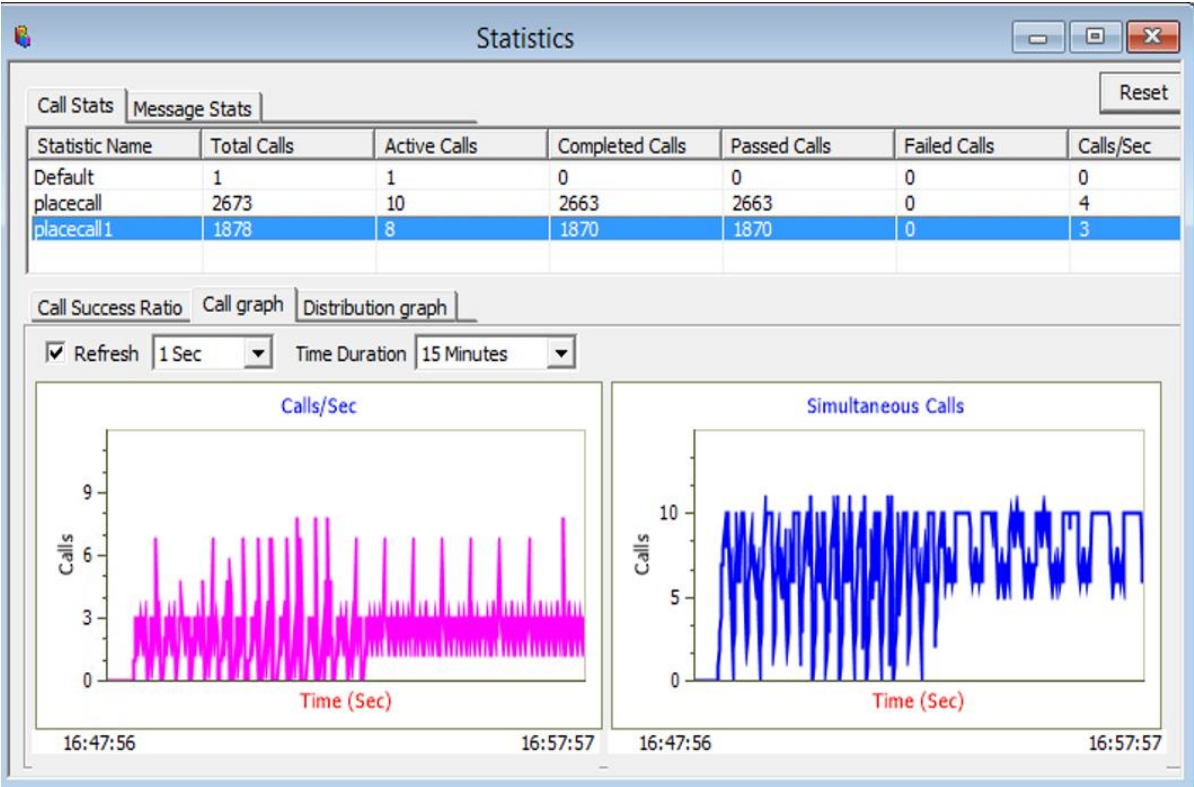 Statistics
Reset
Call Stats Message Stats
Statistic Name Total Calls Active Calls Completed Calls Passed Calls Failed Calls Calls/Sec
Default 1 1 0 0 0 0
placecall 2673 10 2663 2663 0 4
placecall1 1878 8 1870 1870 0 3
Call Success Ratio Call graph Distribution graph
Refresh 1 Sec Time Duration 15 Minutes
Calls/Sec
9
6
3
0
Calls
Time (Sec)
16:47:56 16:57:57
Simultaneous Calls
10
5
0
Calls
Time (Sec)
16:47:56 16:57:57